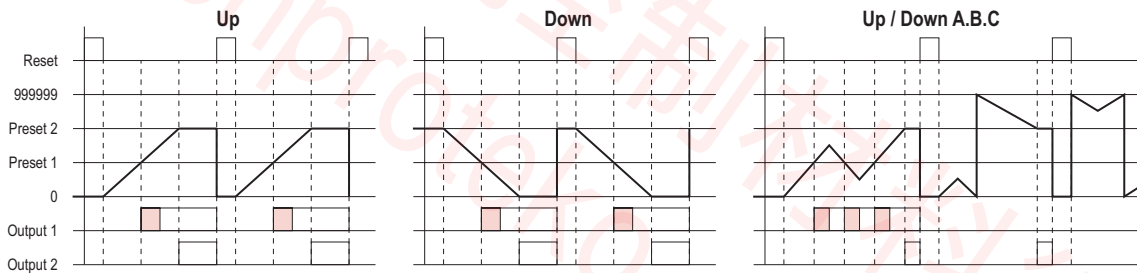 Up
Down
Up / Down A.B.C
Reset
999999
Preset 2
Preset 1
0
Output 1
Output 2